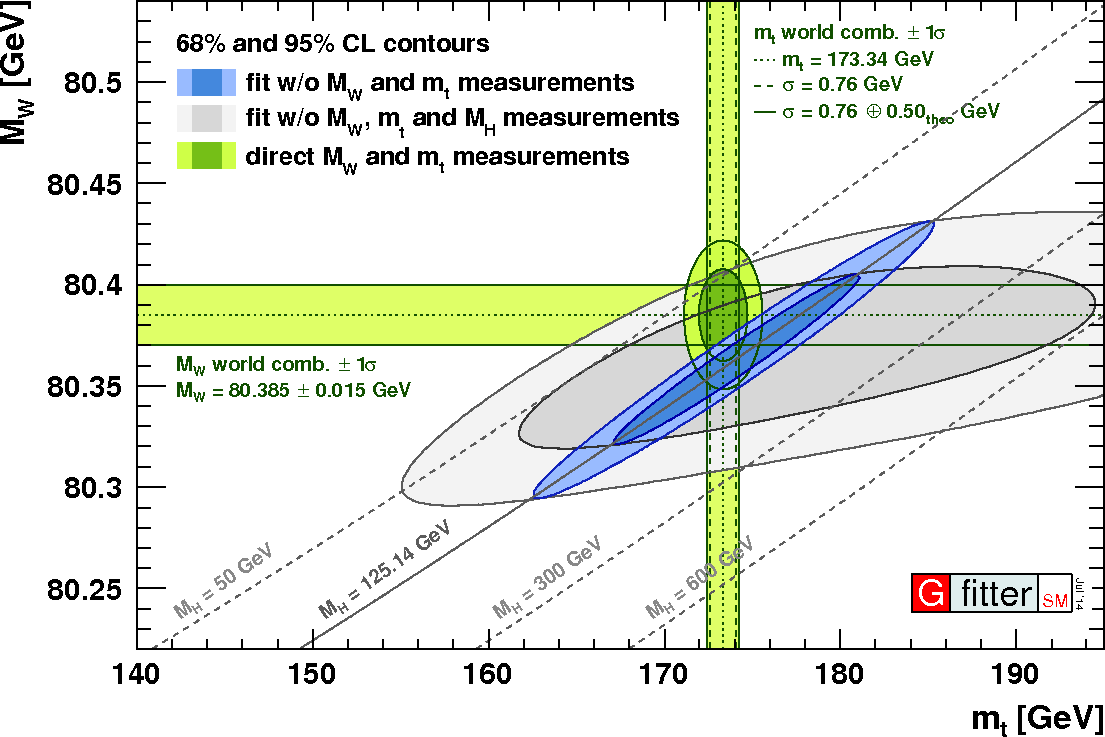 M_W [GeV]
80.5
80.45
80.4
80.35
80.3
80.25
68% and 95% CL contours
fit w/o M_W and m_t measurements
fit w/o M_W, m_t and M_H measurements
direct M_W and m_t measurements
m_t world comb. ± 1σ
m_t = 173.34 GeV
σ = 0.76 GeV
σ = 0.76 ⊕ 0.50_theo GeV
M_W world comb. ± 1σ
M_W = 80.385 ± 0.015 GeV
M_H = 50 GeV
M_H = 125.14 GeV
M_H = 300 GeV
M_H = 600 GeV
G fitter SM
Jul '14
140 150 160 170 180 190
m_t [GeV]